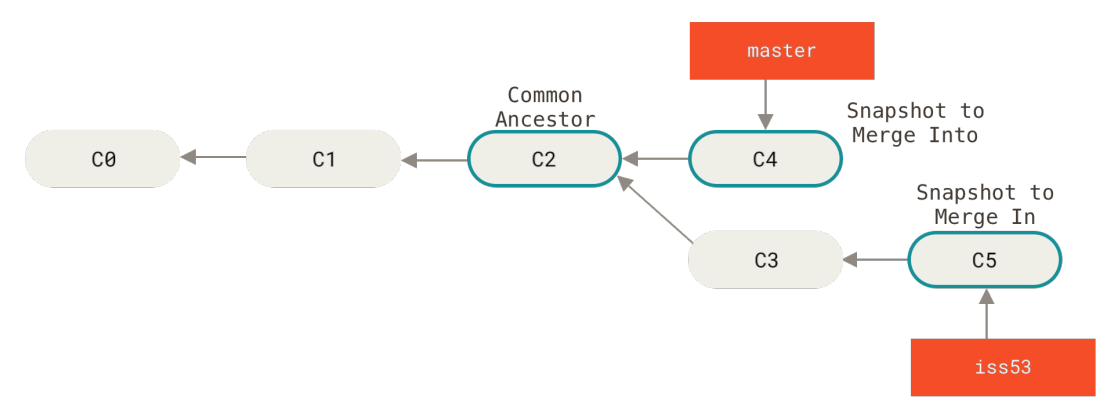 master
Common
Ancestor
Snapshot to
Merge Into
C0
C1
C2
C4
Snapshot to
Merge In
C3
C5
iss53